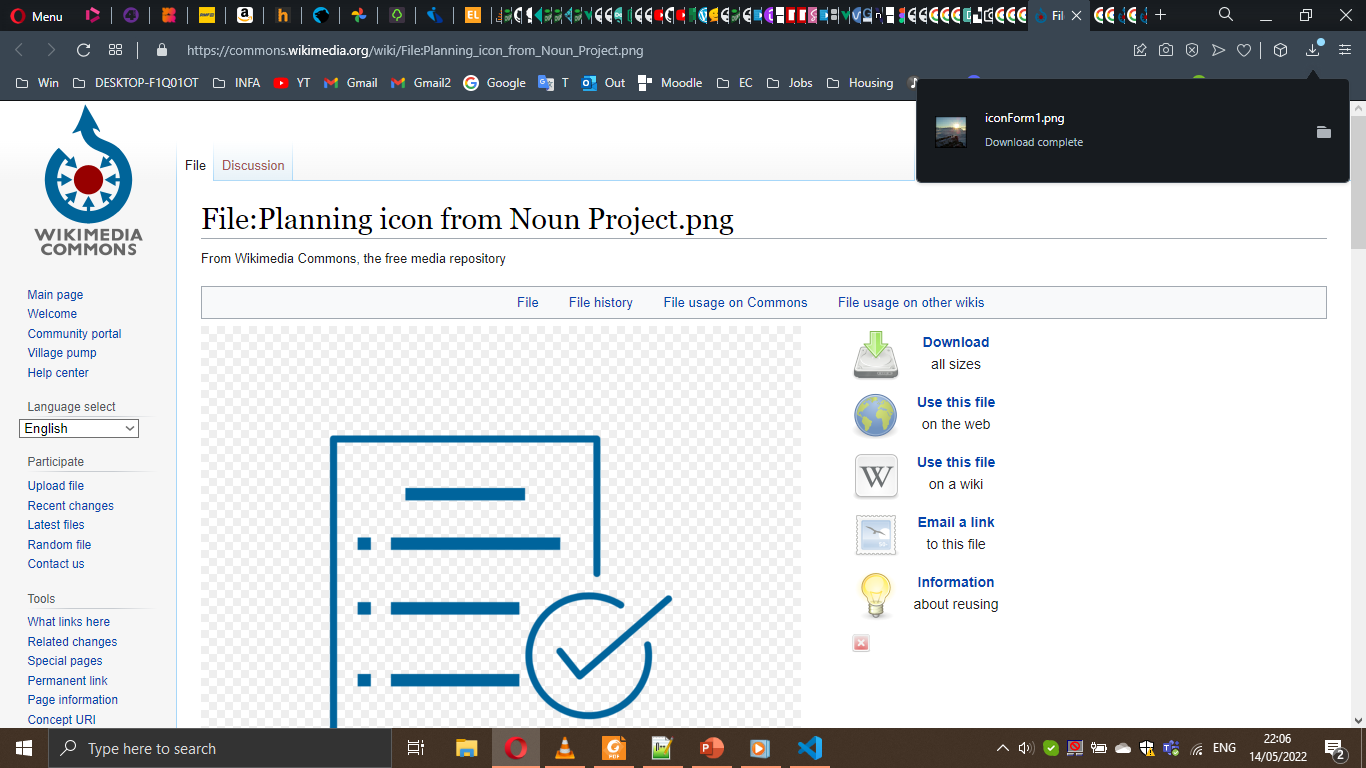 Menu
EL
Fi
https://commons.wikimedia.org/wiki/File:Planning_icon_from_Noun_Project.png
Win
DESKTOP-F1Q01OT
INFA
YT
Gmail
Gmail2
Google
T
Out
Moodle
EC
Jobs
Housing
iconForm1.png
Download complete
WIKIMEDIA
COMMONS
File
Discussion
File:Planning icon from Noun Project.png
From Wikimedia Commons, the free media repository
File
File history
File usage on Commons
File usage on other wikis
Main page
Welcome
Community portal
Village pump
Help center
Language select
English
Participate
Upload file
Recent changes
Latest files
Random file
Contact us
Tools
What links here
Related changes
Special pages
Permanent link
Page information
Concept URI
Download
all sizes
Use this file
on the web
W
Use this file
on a wiki
Email a link
to this file
Information
about reusing
Type here to search
ENG
22:06
14/05/2022
2